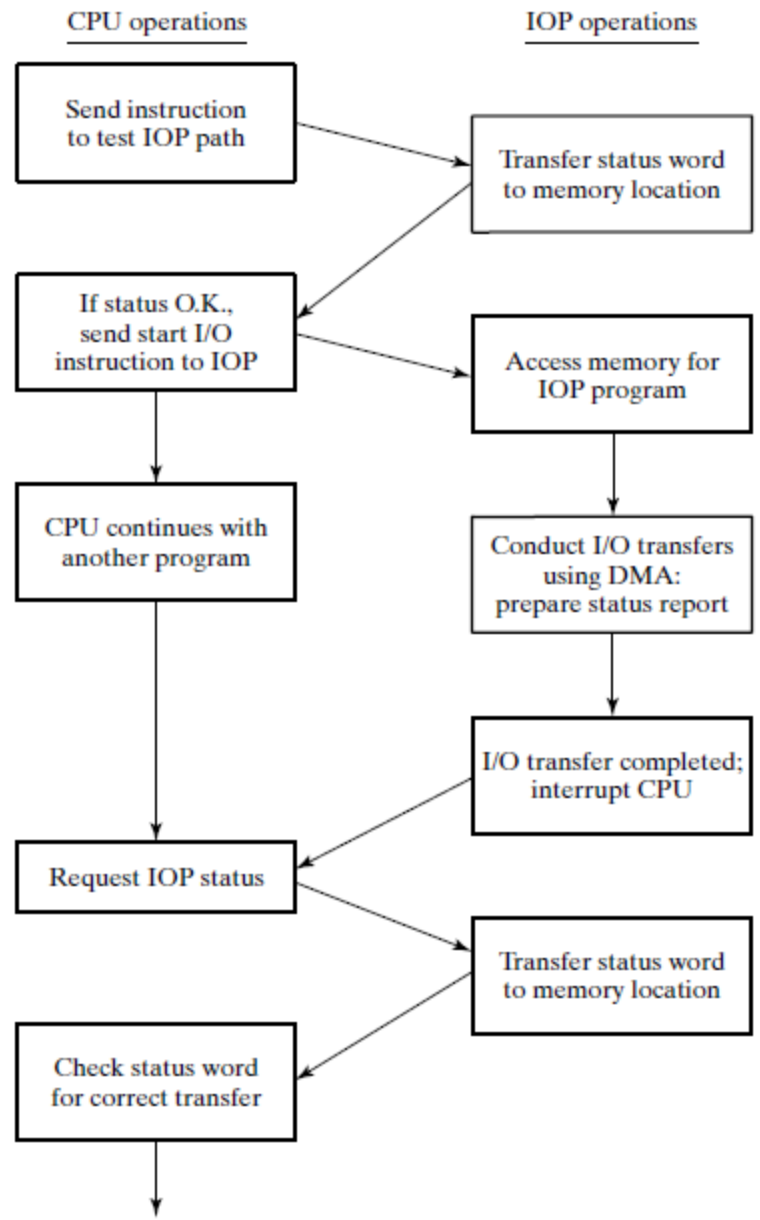 CPU operations
IOP operations
Send instruction
to test IOP path
Transfer status word
to memory location
If status O.K.,
send start I/O
instruction to IOP
Access memory for
IOP program
CPU continues with
another program
Conduct I/O transfers
using DMA:
prepare status report
I/O transfer completed;
interrupt CPU
Request IOP status
Transfer status word
to memory location
Check status word
for correct transfer